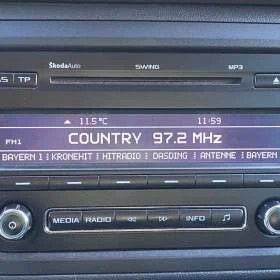 ŠkodaAuto SWING MP3
AS TP
11.5°C 11:59
FM1
COUNTRY 97.2 MHz
BAYERN 1 KRONEHIT HITRADIO DASDING ANTENNE BAYERN
MEDIA RADIO INFO